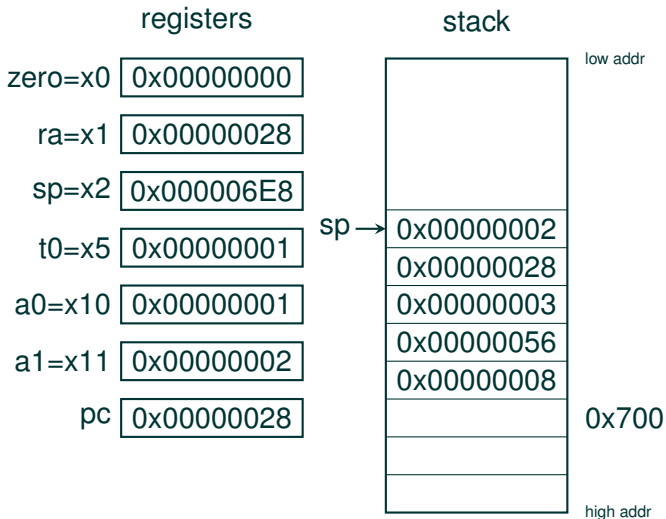 registers
zero=x0 0x00000000
ra=x1 0x00000028
sp=x2 0x000006E8
t0=x5 0x00000001
a0=x10 0x00000001
a1=x11 0x00000002
pc 0x00000028
stack
low addr
sp 0x00000002
0x00000028
0x00000003
0x00000056
0x00000008
0x700
high addr